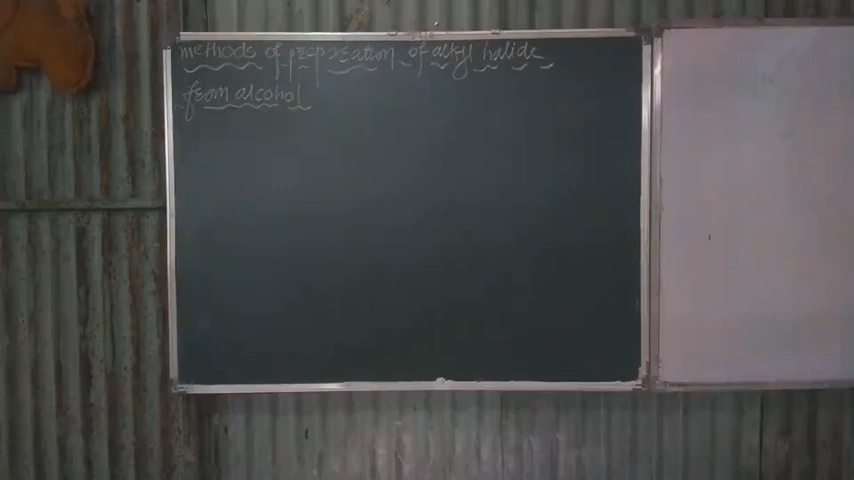 methods of preparation of alkyl halide
from alcohol